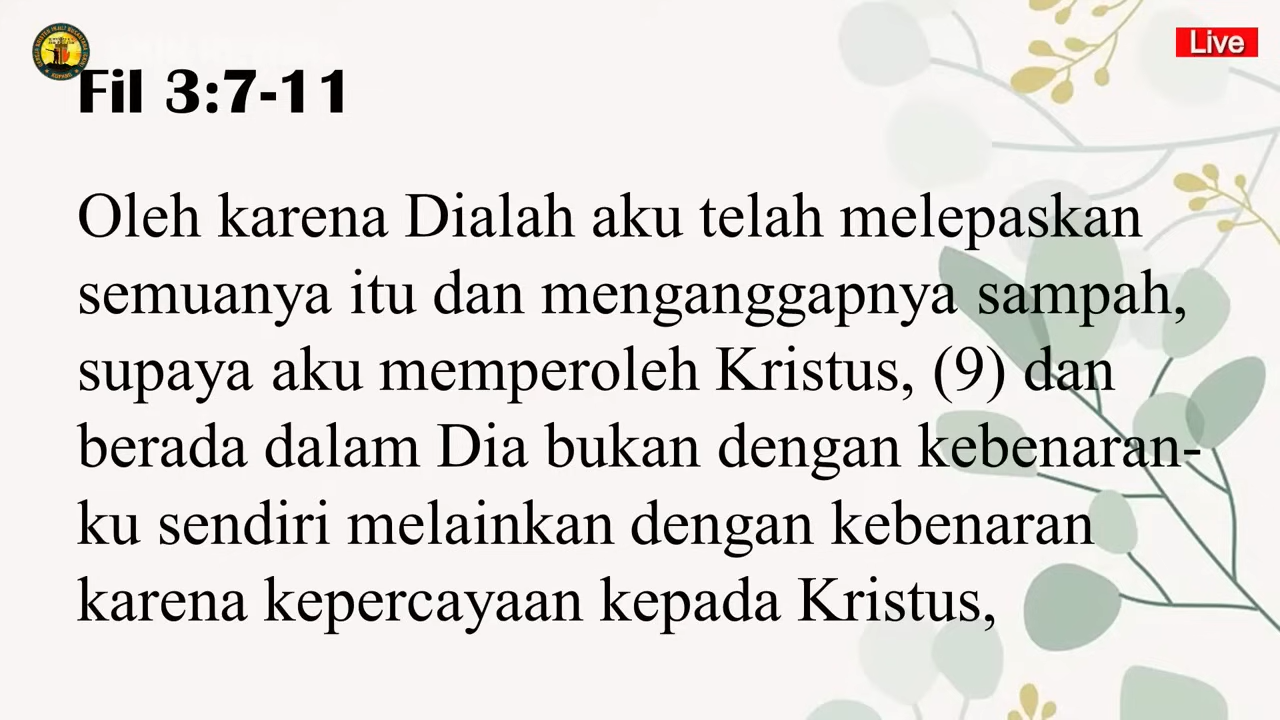 Live
Fil 3:7-11
Oleh karena Dialah aku telah melepaskan
semuanya itu dan menganggapnya sampah,
supaya aku memperoleh Kristus, (9) dan
berada dalam Dia bukan dengan kebenaran-
ku sendiri melainkan dengan kebenaran
karena kepercayaan kepada Kristus,